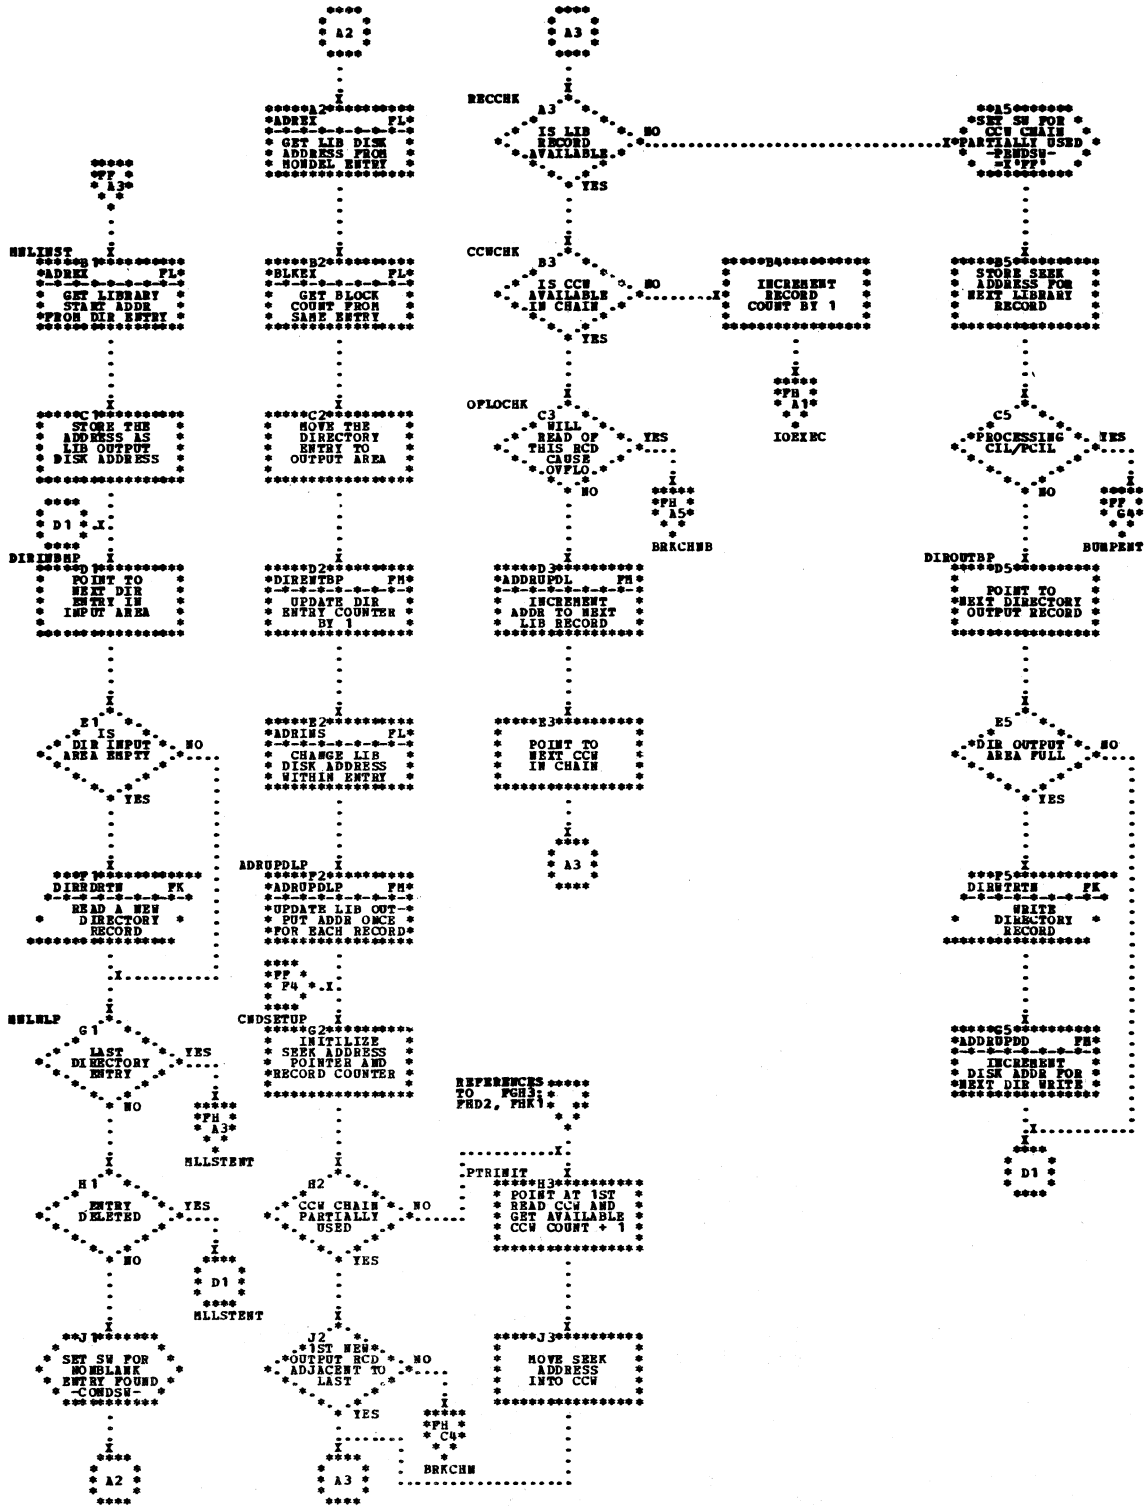 A2
A3
RECCHK
A2
ADREX FL
GET LIB DISK
ADDRESS FROM
NONDEL ENTRY
A3
IS LIB
RECORD
AVAILABLE
NO
YES
A5
SET SW FOR
CCW CHAIN
PARTIALLY USED
-PENDSW-
=X'FF'
FF
A3
MNLINST
B1
ADREX FL
GET LIBRARY
START ADDR
FROM DIR ENTRY
B2
BLKEX FL
GET BLOCK
COUNT FROM
SAME ENTRY
CCWCHK
B3
IS CCW
AVAILABLE
IN CHAIN
NO
YES
B4
INCREMENT
RECORD
COUNT BY 1
B5
STORE SEEK
ADDRESS FOR
NEXT LIBRARY
RECORD
FH
A1
IOEXEC
C1
STORE THE
ADDRESS AS
LIB OUTPUT
DISK ADDRESS
C2
MOVE THE
DIRECTORY
ENTRY TO
OUTPUT AREA
OFLOCHK
C3
WILL
READ OF
THIS RCD
CAUSE
OVFLO
YES
NO
FH
A5
BRKCHNB
C5
PROCESSING
CIL/PCIL
YES
NO
FF
G4
BUMPENT
D1
DIRINBMP
D1
POINT TO
NEXT DIR
ENTRY IN
INPUT AREA
D2
DIRENTBP FM
UPDATE DIR
ENTRY COUNTER
BY 1
D3
ADDRUPDL FM
INCREMENT
ADDR TO NEXT
LIB RECORD
DIROUTBP
D5
POINT TO
NEXT DIRECTORY
OUTPUT RECORD
E1
IS
DIR INPUT
AREA EMPTY
NO
YES
E2
ADRINS FL
CHANGE LIB
DISK ADDRESS
WITHIN ENTRY
E3
POINT TO
NEXT CCW
IN CHAIN
E5
DIR OUTPUT
AREA FULL
NO
YES
A3
F1
DIRRDRTN FK
READ A NEW
DIRECTORY
RECORD
ADRUPDLP
F2
ADRUPDLP FM
UPDATE LIB OUT-
PUT ADDR ONCE
FOR EACH RECORD
F5
DIRWTRTN FK
WRITE
DIRECTORY
RECORD
FF
F4
MNLNLP
G1
LAST
DIRECTORY
ENTRY
YES
NO
FH
A3
MLLSTENT
CNDSETUP
G2
INITILIZE
SEEK ADDRESS
POINTER AND
RECORD COUNTER
REFERENCES
TO FGH3:
FHD2, FHK1
G5
ADDRUPDD FM
INCREMENT
DISK ADDR FOR
NEXT DIR WRITE
D1
H1
ENTRY
DELETED
YES
NO
D1
MLLSTENT
H2
CCW CHAIN
PARTIALLY
USED
NO
YES
PTRINIT
H3
POINT AT 1ST
READ CCW AND
GET AVAILABLE
CCW COUNT + 1
J1
SET SW FOR
NONBLANK
ENTRY FOUND
-CONDSW-
J2
1ST NEW
OUTPUT RCD
ADJACENT TO
LAST
NO
YES
FH
C4
BRKCHN
J3
MOVE SEEK
ADDRESS
INTO CCW
A2
A3